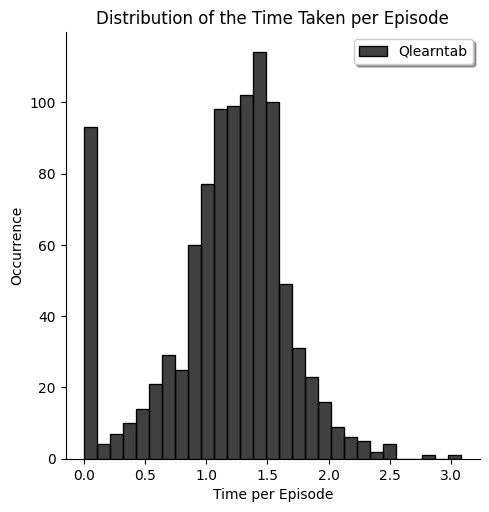 Distribution of the Time Taken per Episode
Qlearntab
100
80
60
40
20
0
Occurrence
0.0 0.5 1.0 1.5 2.0 2.5 3.0
Time per Episode